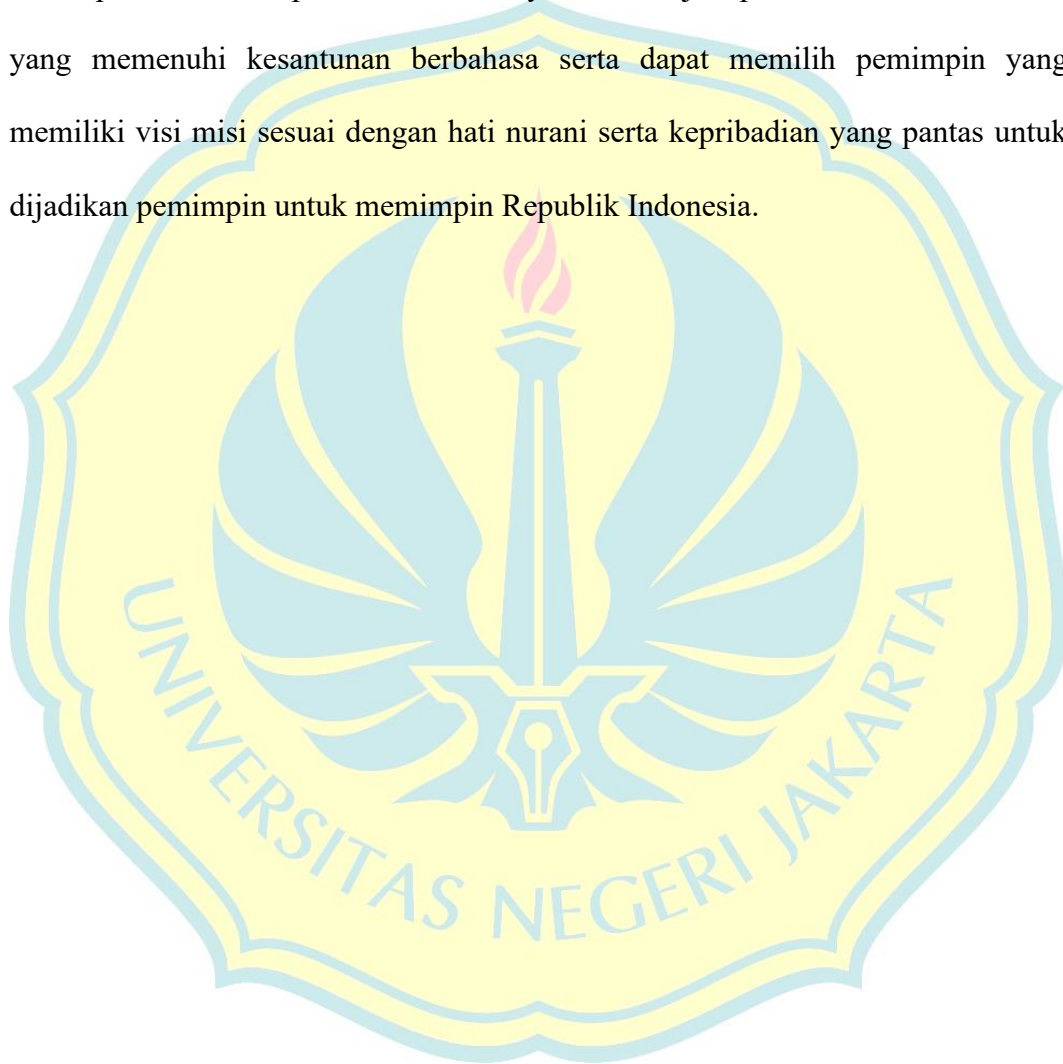 yang memenuhi kesantunan berbahasa serta dapat memilih pemimpin yang
memiliki visi misi sesuai dengan hati nurani serta kepribadian yang pantas untuk
dijadikan pemimpin untuk memimpin Republik Indonesia.
UNIVERSITAS NEGERI JAKARTA